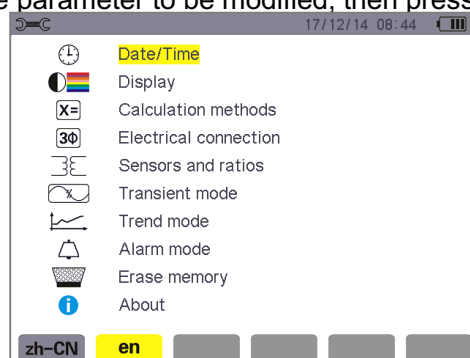 e parameter to be modified, then press
17/12/14 08:44
Date/Time
Display
X= Calculation methods
3Φ Electrical connection
Sensors and ratios
Transient mode
Trend mode
Alarm mode
Erase memory
i About
zh-CN en